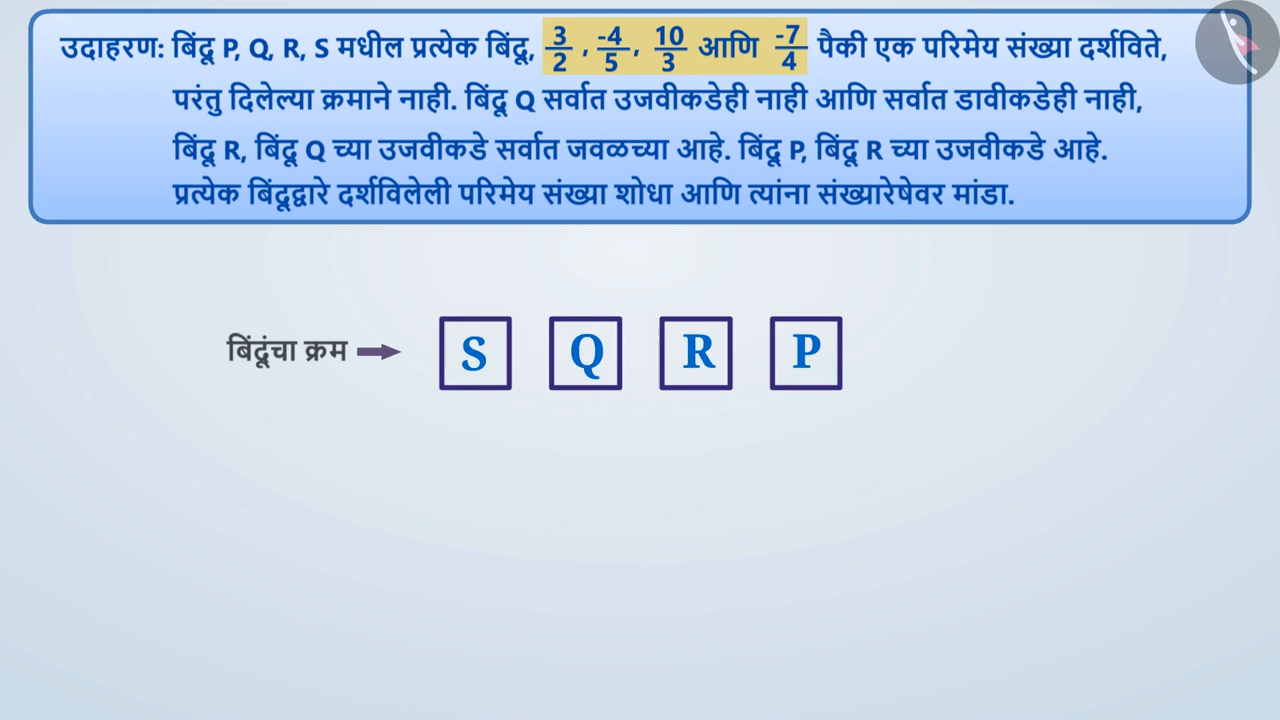 उदाहरण: बिंदू P, Q, R, S मधील प्रत्येक बिंदू, 3/2 , -4/5 , 10/3 आणि -7/4 पैकी एक परिमेय संख्या दर्शविते,
परंतु दिलेल्या क्रमाने नाही. बिंदू Q सर्वात उजवीकडेही नाही आणि सर्वात डावीकडेही नाही,
बिंदू R, बिंदू Q च्या उजवीकडे सर्वात जवळच्या आहे. बिंदू P, बिंदू R च्या उजवीकडे आहे.
प्रत्येक बिंदूद्वारे दर्शविलेली परिमेय संख्या शोधा आणि त्यांना संख्यारेषेवर मांडा.
बिंदूंचा क्रम S Q R P